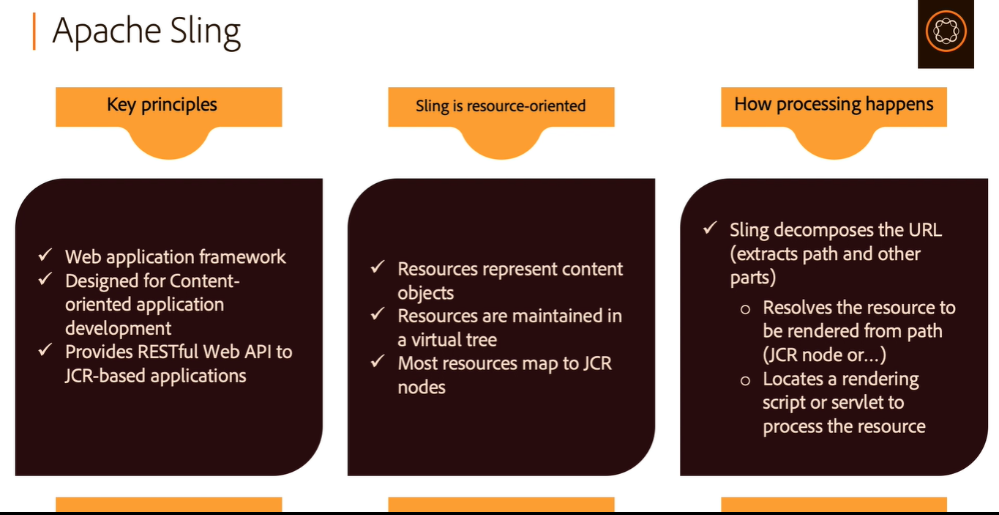 Apache Sling
Key principles
Web application framework
Designed for Content-
oriented application
development
Provides RESTful Web API to
JCR-based applications
Sling is resource-oriented
Resources represent content
objects
Resources are maintained in
a virtual tree
Most resources map to JCR
nodes
How processing happens
Sling decomposes the URL
(extracts path and other
parts)
Resolves the resource to
be rendered from path
(JCR node or...)
Locates a rendering
script or servlet to
process the resource